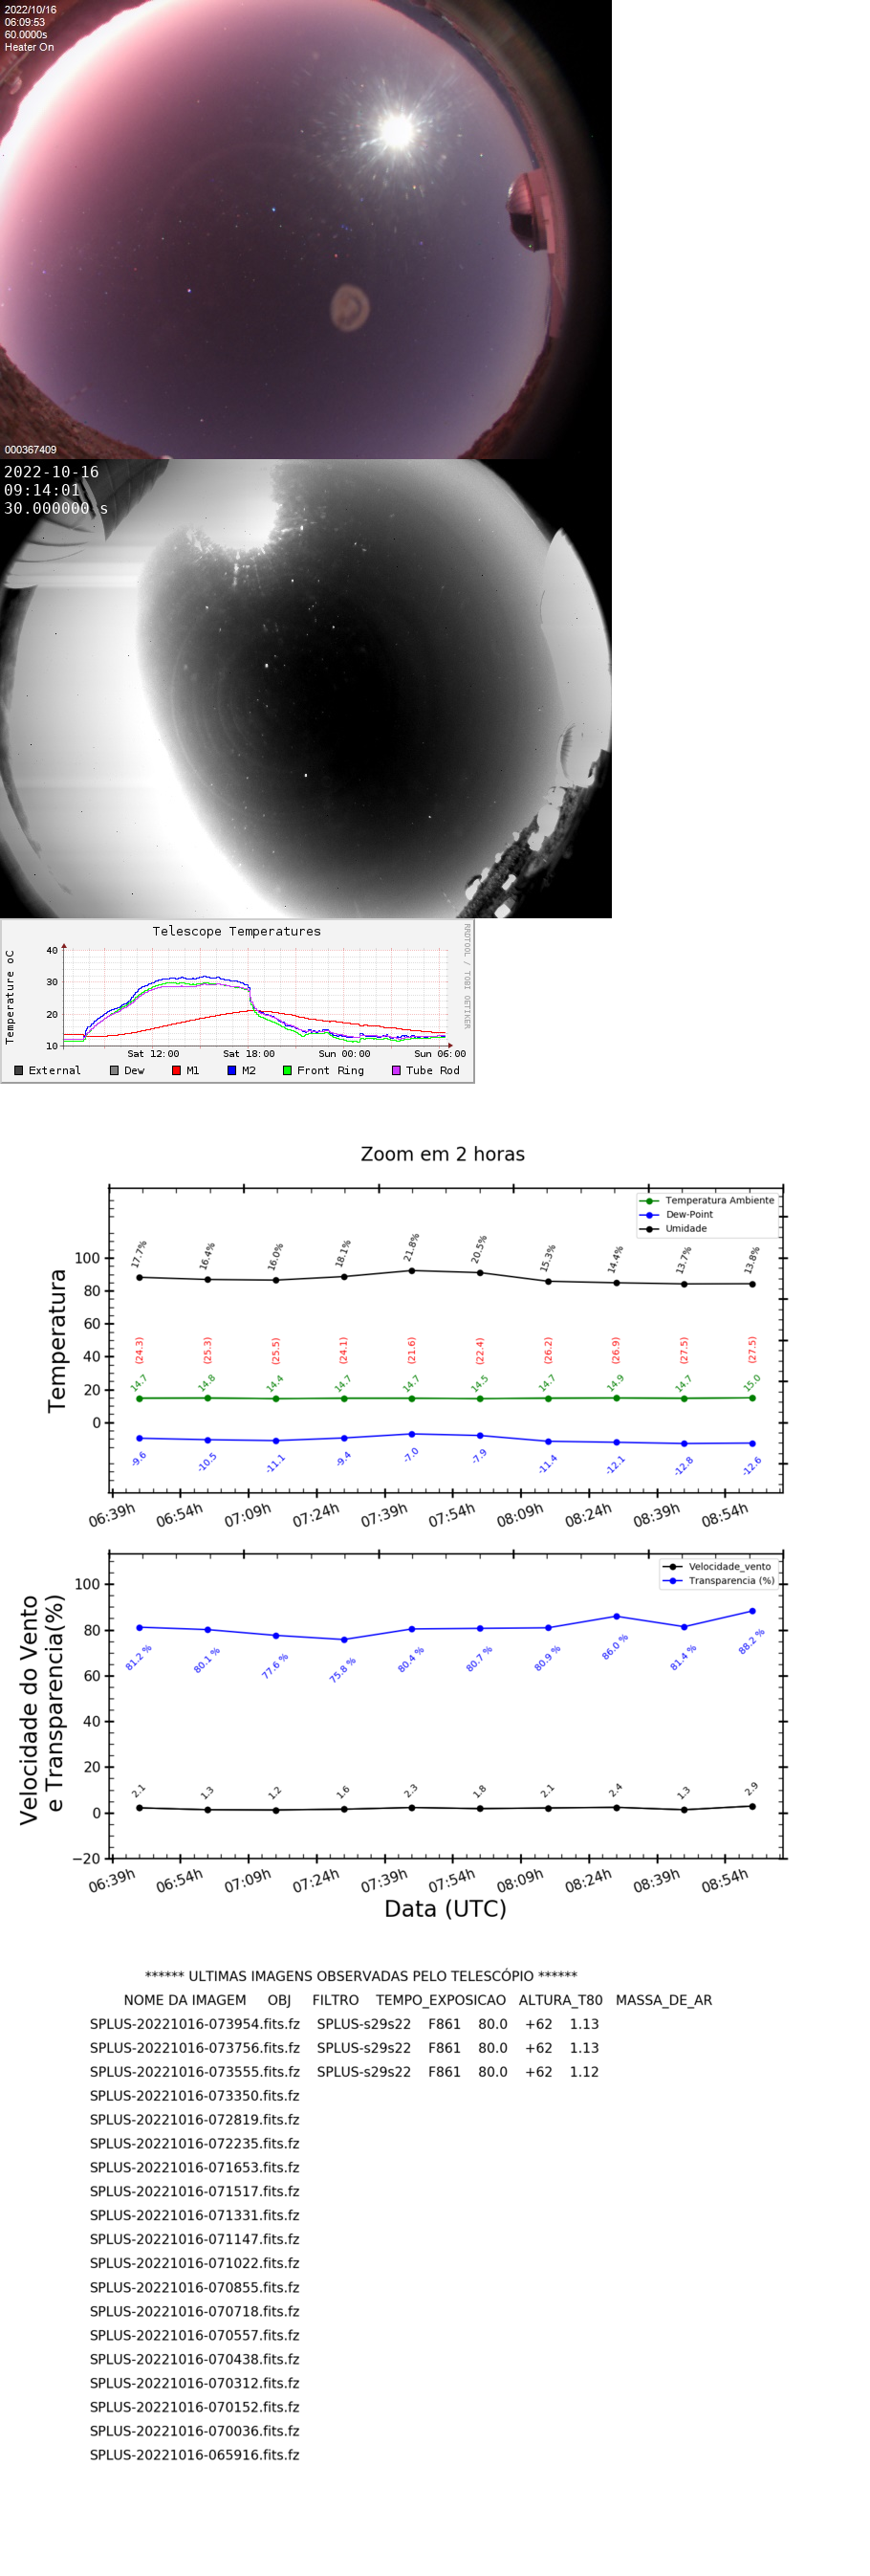 2022/10/16
06:09:53
60.0000s
Heater On
000367409
2022-10-16
09:14:01
30.000000 s
Telescope Temperatures
RRDTOOL / TOBI OETIKER
Temperature oC
40
30
20
10
Sat 12:00 Sat 18:00 Sun 00:00 Sun 06:00
External Dew M1 M2 Front Ring Tube Rod
Zoom em 2 horas
Temperatura Ambiente
Dew-Point
Umidade
Temperatura
100
80
60
40
20
0
17.7% 16.4% 16.0% 18.1% 21.8% 20.5% 15.3% 14.4% 13.7% 13.8%
(24.3) (25.3) (25.5) (24.1) (21.6) (22.4) (26.2) (26.9) (27.5) (27.5)
14.7 14.8 14.4 14.7 14.7 14.5 14.7 14.9 14.7 15.0
-9.6 -10.5 -11.1 -9.4 -7.0 -7.9 -11.4 -12.1 -12.8 -12.6
06:39h 06:54h 07:09h 07:24h 07:39h 07:54h 08:09h 08:24h 08:39h 08:54h
Velocidade_vento
Transparencia (%)
Velocidade do Vento
e Transparencia(%)
100
80
60
40
20
0
−20
81.2 % 80.1 % 77.6 % 75.8 % 80.4 % 80.7 % 80.9 % 86.0 % 81.4 % 88.2 %
2.1 1.3 1.2 1.6 2.3 1.8 2.1 2.4 1.3 2.9
06:39h 06:54h 07:09h 07:24h 07:39h 07:54h 08:09h 08:24h 08:39h 08:54h
Data (UTC)
****** ULTIMAS IMAGENS OBSERVADAS PELO TELESCÓPIO ******
NOME DA IMAGEM OBJ FILTRO TEMPO_EXPOSICAO ALTURA_T80 MASSA_DE_AR
SPLUS-20221016-073954.fits.fz SPLUS-s29s22 F861 80.0 +62 1.13
SPLUS-20221016-073756.fits.fz SPLUS-s29s22 F861 80.0 +62 1.13
SPLUS-20221016-073555.fits.fz SPLUS-s29s22 F861 80.0 +62 1.12
SPLUS-20221016-073350.fits.fz
SPLUS-20221016-072819.fits.fz
SPLUS-20221016-072235.fits.fz
SPLUS-20221016-071653.fits.fz
SPLUS-20221016-071517.fits.fz
SPLUS-20221016-071331.fits.fz
SPLUS-20221016-071147.fits.fz
SPLUS-20221016-071022.fits.fz
SPLUS-20221016-070855.fits.fz
SPLUS-20221016-070718.fits.fz
SPLUS-20221016-070557.fits.fz
SPLUS-20221016-070438.fits.fz
SPLUS-20221016-070312.fits.fz
SPLUS-20221016-070152.fits.fz
SPLUS-20221016-070036.fits.fz
SPLUS-20221016-065916.fits.fz